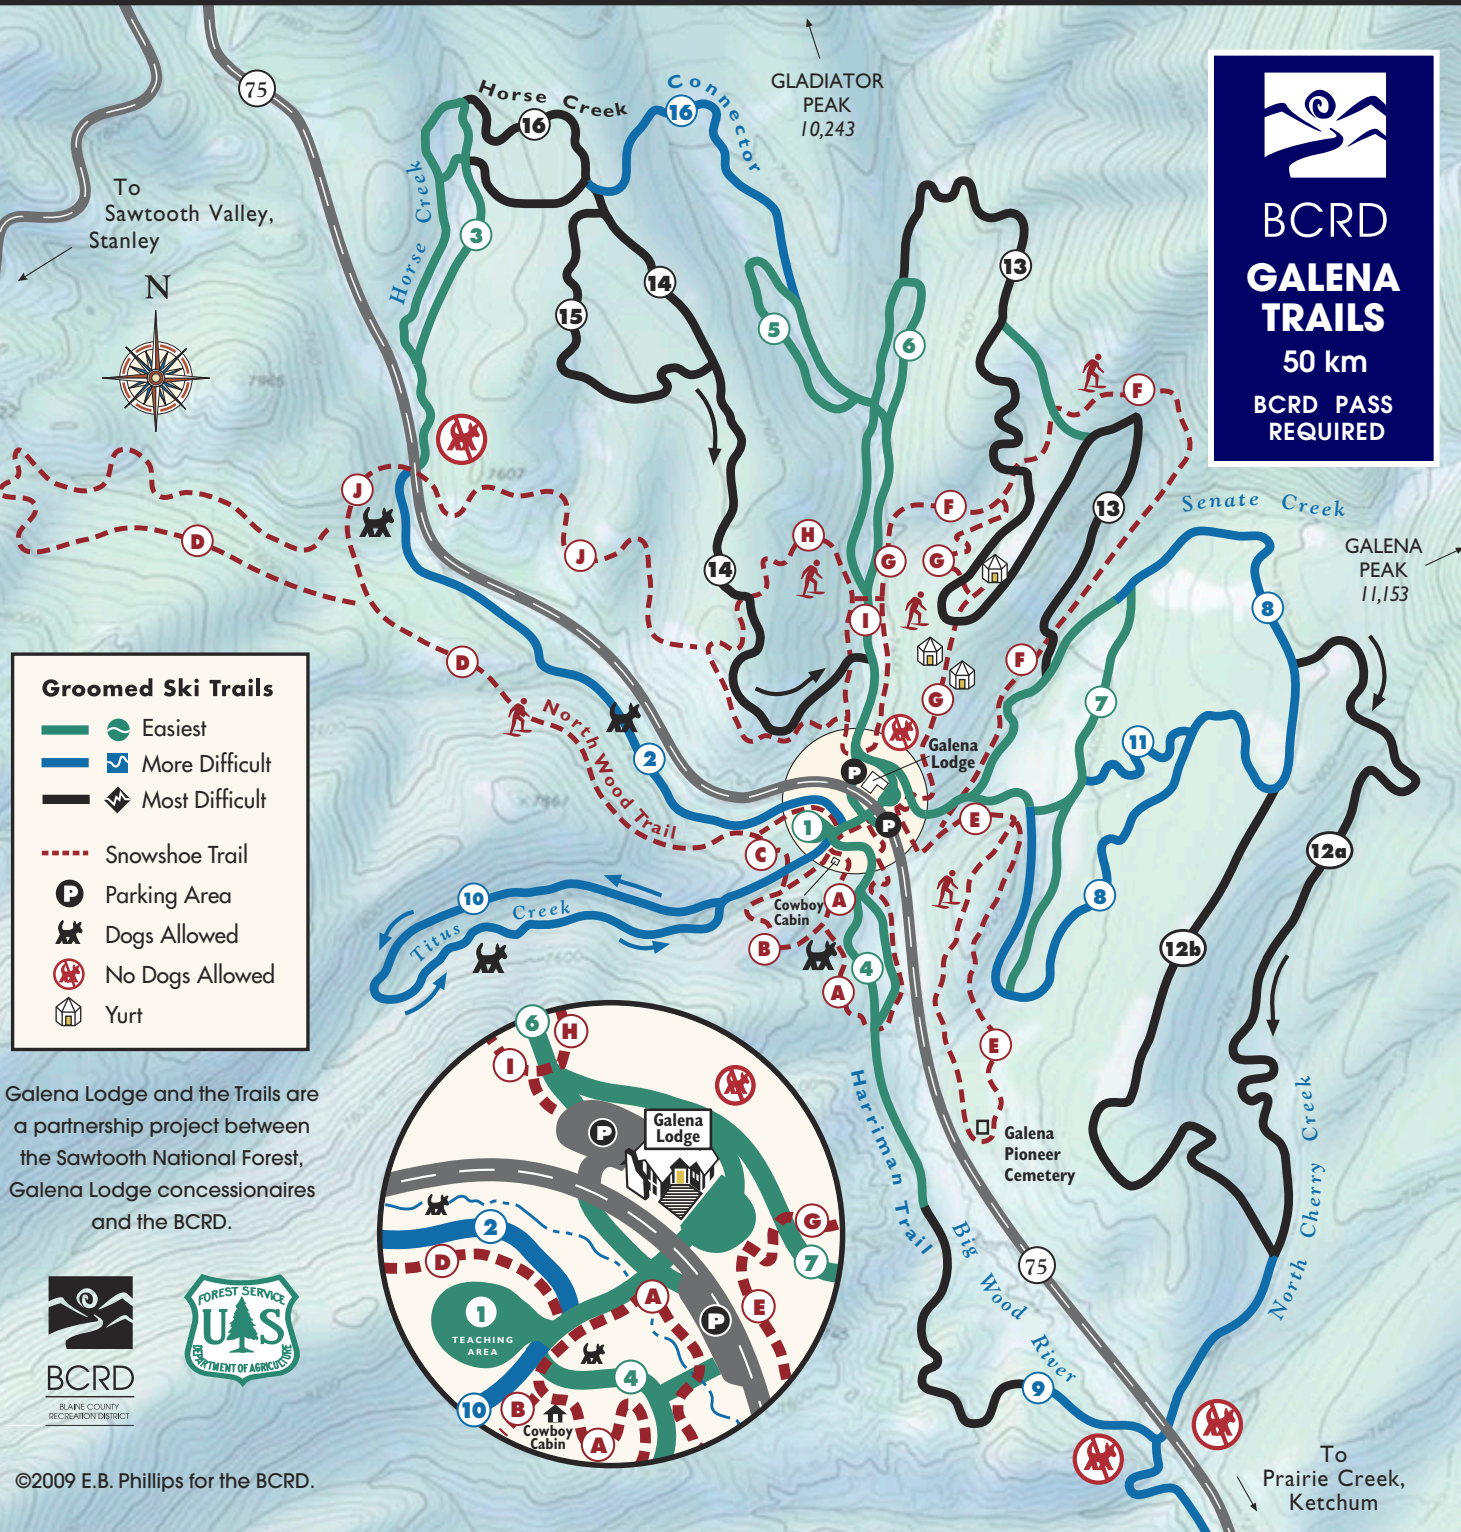 75
Horse Creek
16
Connector
16
GLADIATOR
PEAK
10,243
BCRD
GALENA
TRAILS
50 km
BCRD PASS
REQUIRED
To
Sawtooth Valley,
Stanley
N
Horse Creek
3
14
15
5
6
13
F
13
Senate Creek
GALENA
PEAK
11,153
J
D
J
H
F
G
G
14
I
8
D
F
G
7
11
North Wood Trail
2
Galena
Lodge
P
P
1
E
C
12a
10
Titus Creek
Cowboy
Cabin
A
B
A
4
8
12b
E
Groomed Ski Trails
Easiest
More Difficult
Most Difficult
Snowshoe Trail
P Parking Area
Dogs Allowed
No Dogs Allowed
Yurt
Galena Lodge and the Trails are
a partnership project between
the Sawtooth National Forest,
Galena Lodge concessionaires
and the BCRD.
6
H
I
P
Galena
Lodge
2
D
G
7
1
TEACHING
AREA
A
E
P
4
10
B
Cowboy
Cabin
A
Harriman Trail
Galena
Pioneer
Cemetery
Big Wood River
75
North Cherry Creek
9
BCRD
BLAINE COUNTY
RECREATION DISTRICT
FOREST SERVICE
US
DEPARTMENT OF AGRICULTURE
©2009 E.B. Phillips for the BCRD.
To
Prairie Creek,
Ketchum